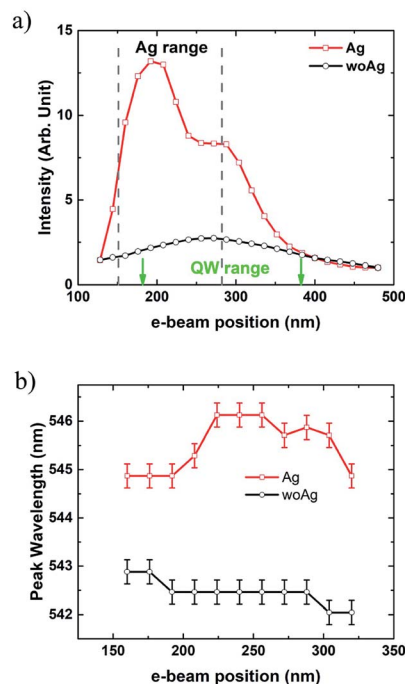 a)
15
10
5
0
Intensity (Arb. Unit)
Ag range
Ag
woAg
QW range
100
200
300
400
500
e-beam position (nm)
b)
546
545
544
543
542
Peak Wavelength (nm)
Ag
woAg
150
200
250
300
350
e-beam position (nm)